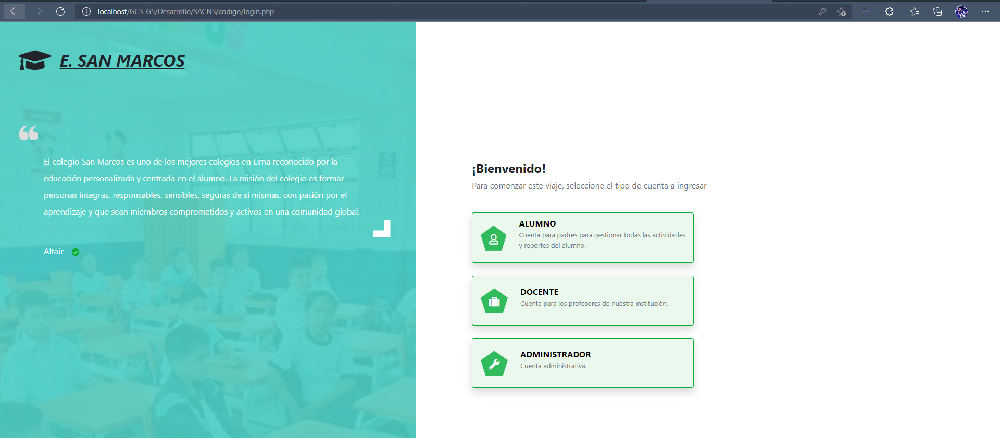 localhost/GCS-G5/Desarrollo/SACNS/codigo/login.php
E. SAN MARCOS
“
El colegio San Marcos es uno de los mejores colegios en Lima reconocido por la
educación personalizada y centrada en el alumno. La misión del colegio es formar
personas íntegras, responsables, sensibles, seguras de sí mismas, con pasión por el
aprendizaje y que sean miembros comprometidos y activos en una comunidad global.
Altair
¡Bienvenido!
Para comenzar este viaje, seleccione el tipo de cuenta a ingresar
ALUMNO
Cuenta para padres para gestionar todas las actividades
y reportes del alumno.
DOCENTE
Cuenta para los profesores de nuestra institución.
ADMINISTRADOR
Cuenta administrativa.